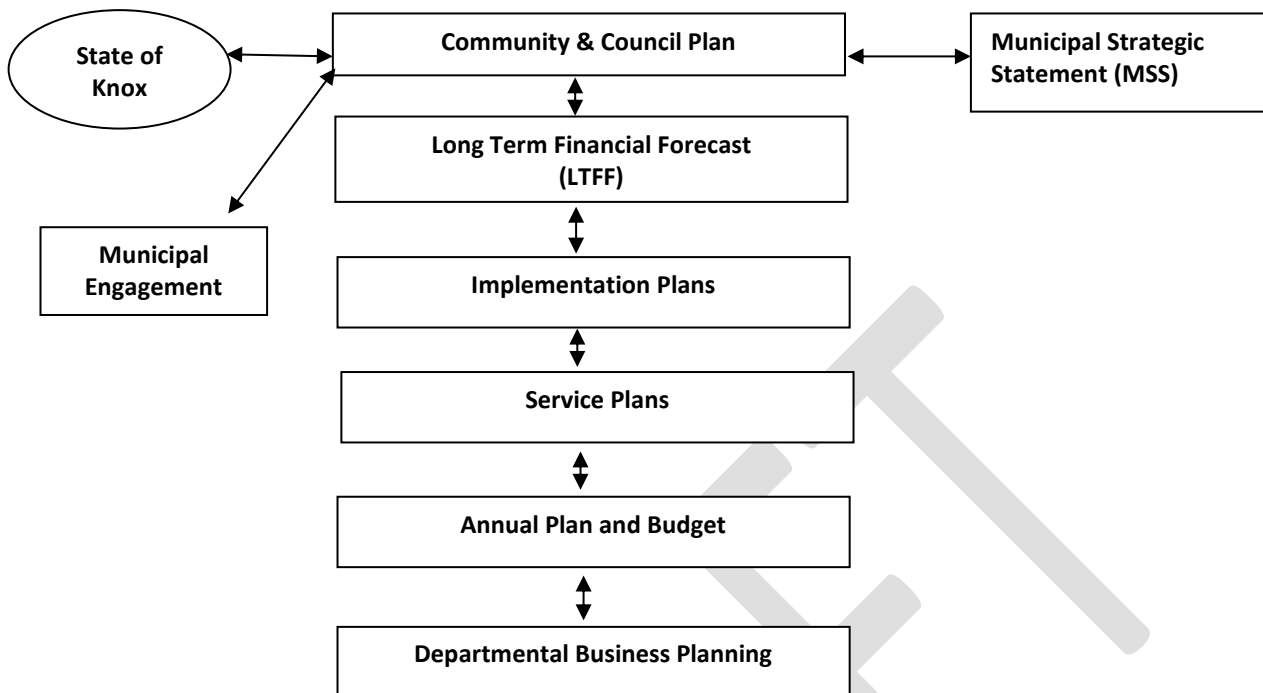 State of
Knox
Community & Council Plan
Municipal Strategic
Statement (MSS)
Long Term Financial Forecast
(LTFF)
Municipal
Engagement
Implementation Plans
Service Plans
Annual Plan and Budget
Departmental Business Planning